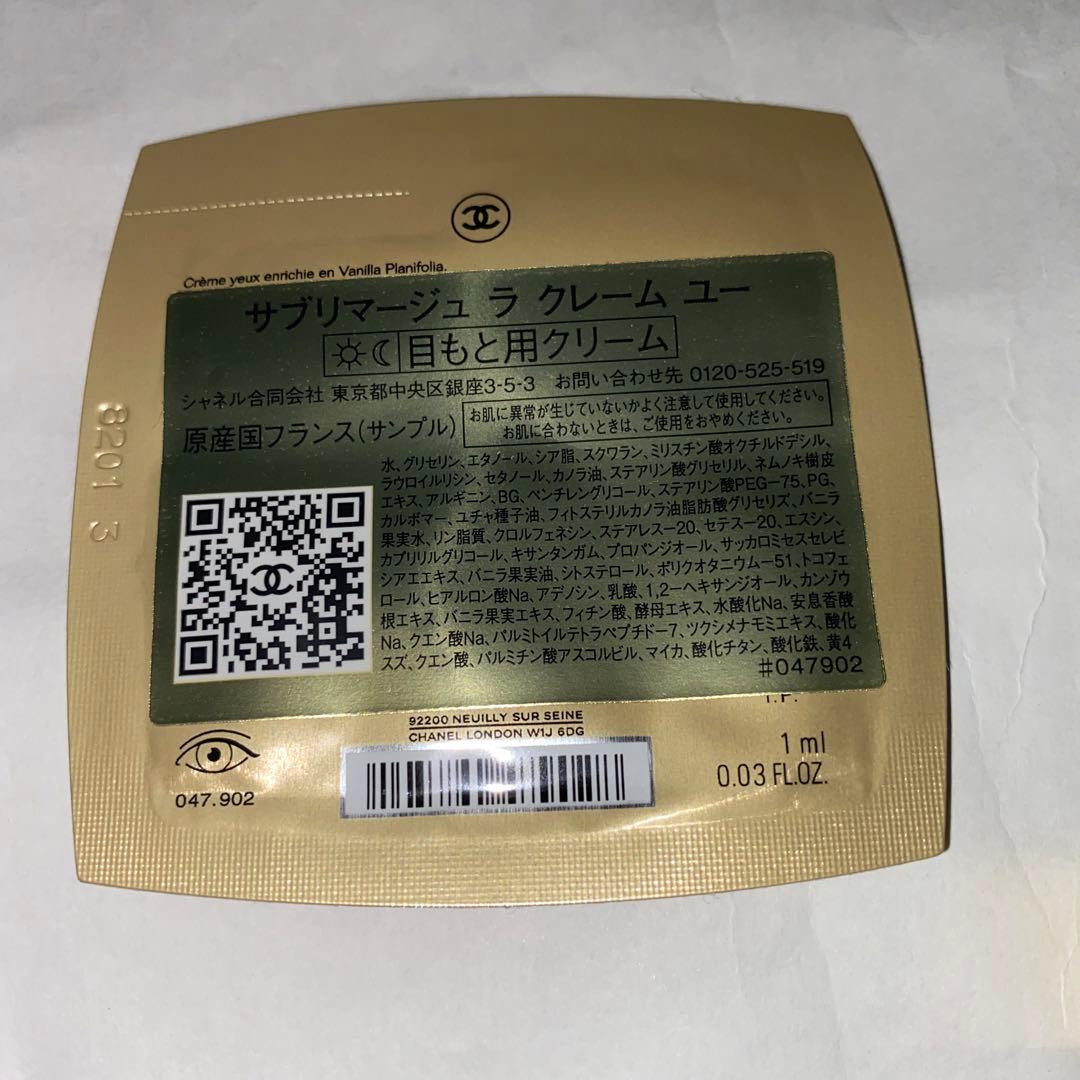 Crème yeux enrichie en Vanilla Planifolia.
サブリマージュ ラ クレーム ユー
目もと用クリーム
シャネル合同会社 東京都中央区銀座3-5-3 お問い合わせ先 0120-525-519
原産国フランス(サンプル)
お肌に異常が生じていないかよく注意して使用してください。
お肌に合わないときは、ご使用をおやめください。
水、グリセリン、エタノール、シア脂、スクワラン、ミリスチン酸オクチルドデシル、
ラウロイルリシン、セタノール、カノラ油、ステアリン酸グリセリル、ネムノキ樹皮
エキス、アルギニン、BG、ペンチレングリコール、ステアリン酸PEG-75、PG、
カルボマー、ユチャ種子油、フィトステリルカノラ油脂肪酸グリセリズ、バニラ
果実水、リン脂質、クロルフェネシン、ステアレス-20、セテス-20、エスシン、
カプリリルグリコール、キサンタンガム、プロパンジオール、サッカロミセスセレビ
シアエエキス、バニラ果実油、シトステロール、ポリクオタニウム-51、トコフェ
ロール、ヒアルロン酸Na、アデノシン、乳酸、1,2-ヘキサンジオール、カンゾウ
根エキス、バニラ果実エキス、フィチン酸、酵母エキス、水酸化Na、安息香酸
Na、クエン酸Na、パルミトイルテトラペプチド-7、ツクシメナモミエキス、酸化
スズ、クエン酸、パルミチン酸アスコルビル、マイカ、酸化チタン、酸化鉄、黄4
#047902
8201 3
92200 NEUILLY SUR SEINE
CHANEL LONDON W1J 6DG
047.902
1 ml
0.03 FL.OZ.